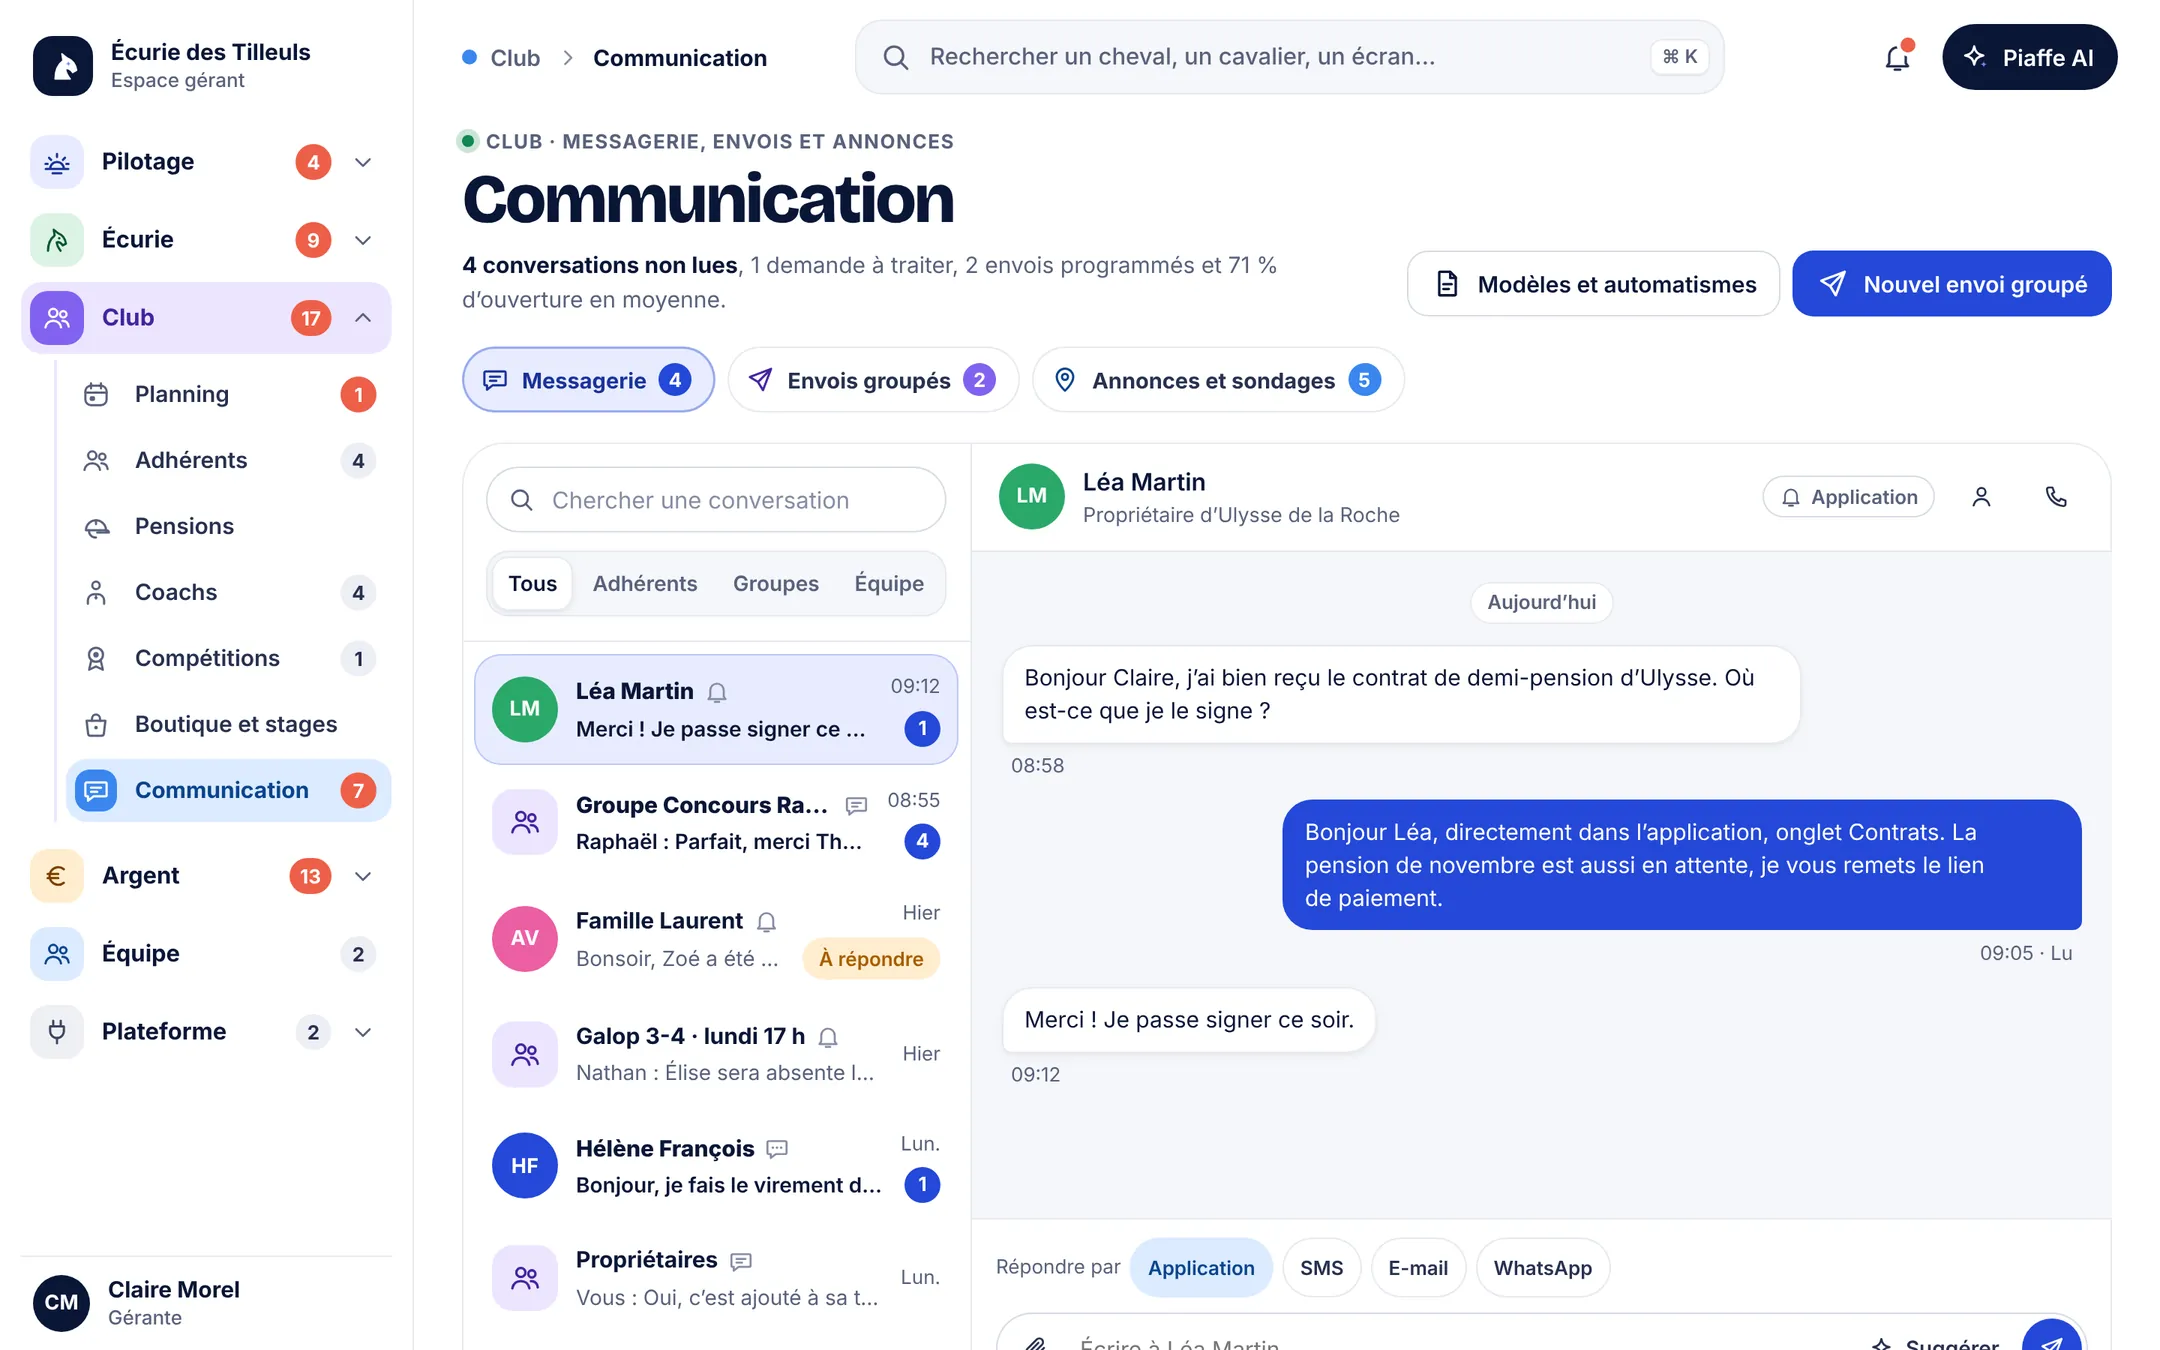 Écurie des Tilleuls
Espace gérant
Pilotage 4
Écurie 9
Club 17
Planning 1
Adhérents 4
Pensions
Coachs 4
Compétitions 1
Boutique et stages
Communication 7
Argent 13
Équipe 2
Plateforme 2
CM
Claire Morel
Gérante
Club > Communication
Rechercher un cheval, un cavalier, un écran...
⌘ K
Piaffe AI
CLUB · MESSAGERIE, ENVOIS ET ANNONCES
Communication
4 conversations non lues, 1 demande à traiter, 2 envois programmés et 71 %
d’ouverture en moyenne.
Modèles et automatismes
Nouvel envoi groupé
Messagerie 4
Envois groupés 2
Annonces et sondages 5
Chercher une conversation
Tous
Adhérents
Groupes
Équipe
LM
Léa Martin
09:12
Merci ! Je passe signer ce ...
1
Groupe Concours Ra...
08:55
Raphaël : Parfait, merci Th...
4
AV
Famille Laurent
Hier
Bonsoir, Zoé a été ...
À répondre
Galop 3-4 · lundi 17 h
Hier
Nathan : Élise sera absente l...
HF
Hélène François
Lun.
Bonjour, je fais le virement d...
1
Propriétaires
Lun.
Vous : Oui, c’est ajouté à sa t...
LM
Léa Martin
Propriétaire d’Ulysse de la Roche
Application
Aujourd’hui
Bonjour Claire, j’ai bien reçu le contrat de demi-pension d’Ulysse. Où
est-ce que je le signe ?
08:58
Bonjour Léa, directement dans l’application, onglet Contrats. La
pension de novembre est aussi en attente, je vous remets le lien
de paiement.
09:05 · Lu
Merci ! Je passe signer ce soir.
09:12
Répondre par
Application
SMS
E-mail
WhatsApp
Écrire à Léa Martin
Suggérer